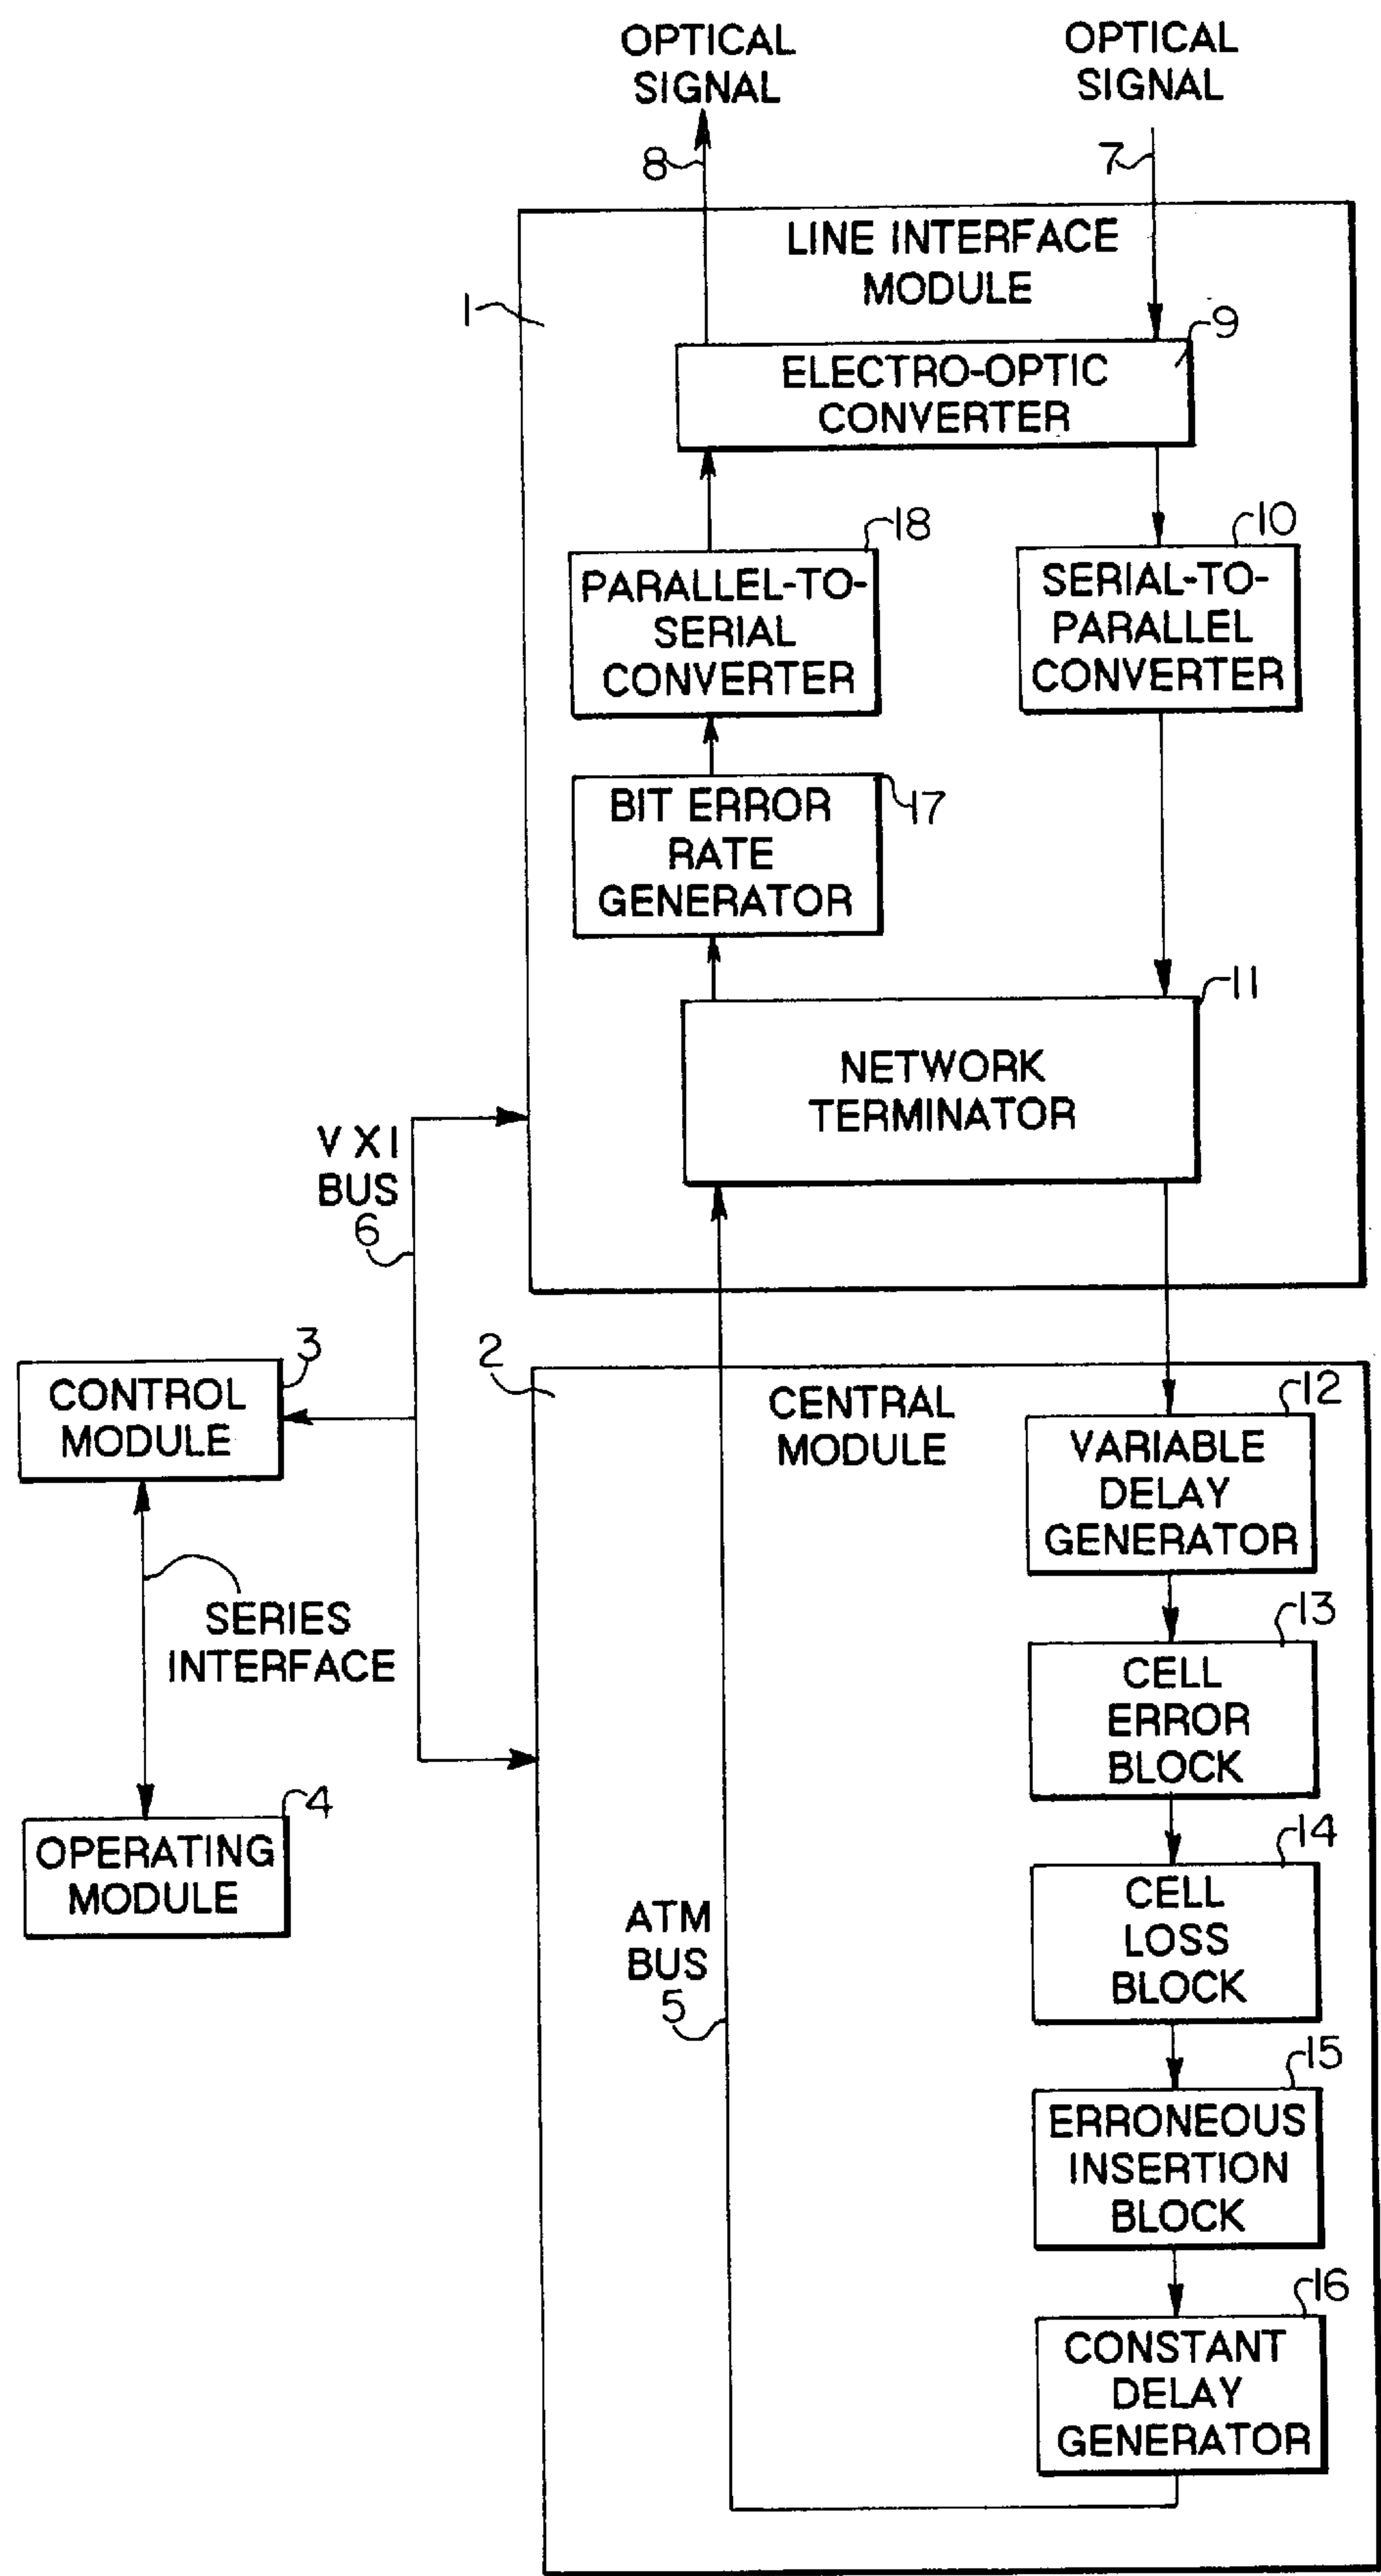 OPTICAL
SIGNAL
OPTICAL
SIGNAL
8
7
LINE INTERFACE
MODULE
1
9
ELECTRO-OPTIC
CONVERTER
18
PARALLEL-TO-
SERIAL
CONVERTER
10
SERIAL-TO-
PARALLEL
CONVERTER
17
BIT ERROR
RATE
GENERATOR
11
NETWORK
TERMINATOR
VXI
BUS
6
3
CONTROL
MODULE
SERIES
INTERFACE
4
OPERATING
MODULE
2
CENTRAL
MODULE
12
VARIABLE
DELAY
GENERATOR
13
CELL
ERROR
BLOCK
14
CELL
LOSS
BLOCK
ATM
BUS
5
15
ERRONEOUS
INSERTION
BLOCK
16
CONSTANT
DELAY
GENERATOR